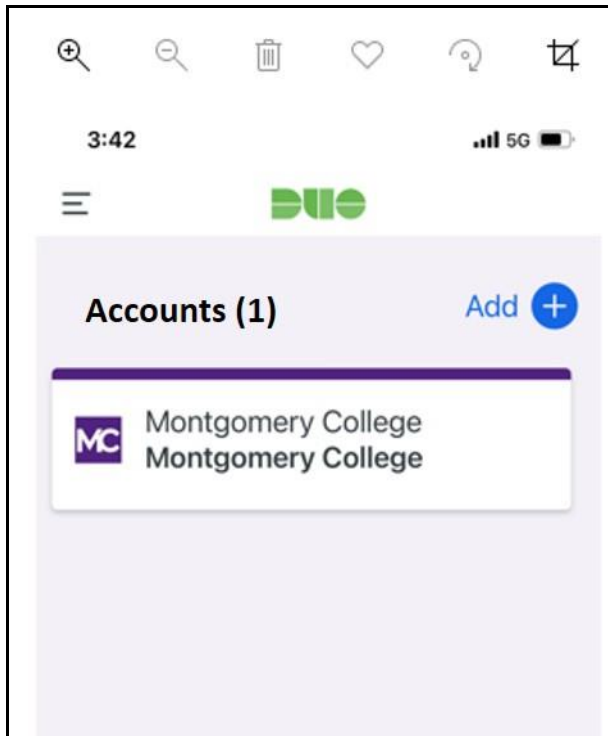 3:42 5G
DUO
Accounts (1) Add +
MC Montgomery College
Montgomery College